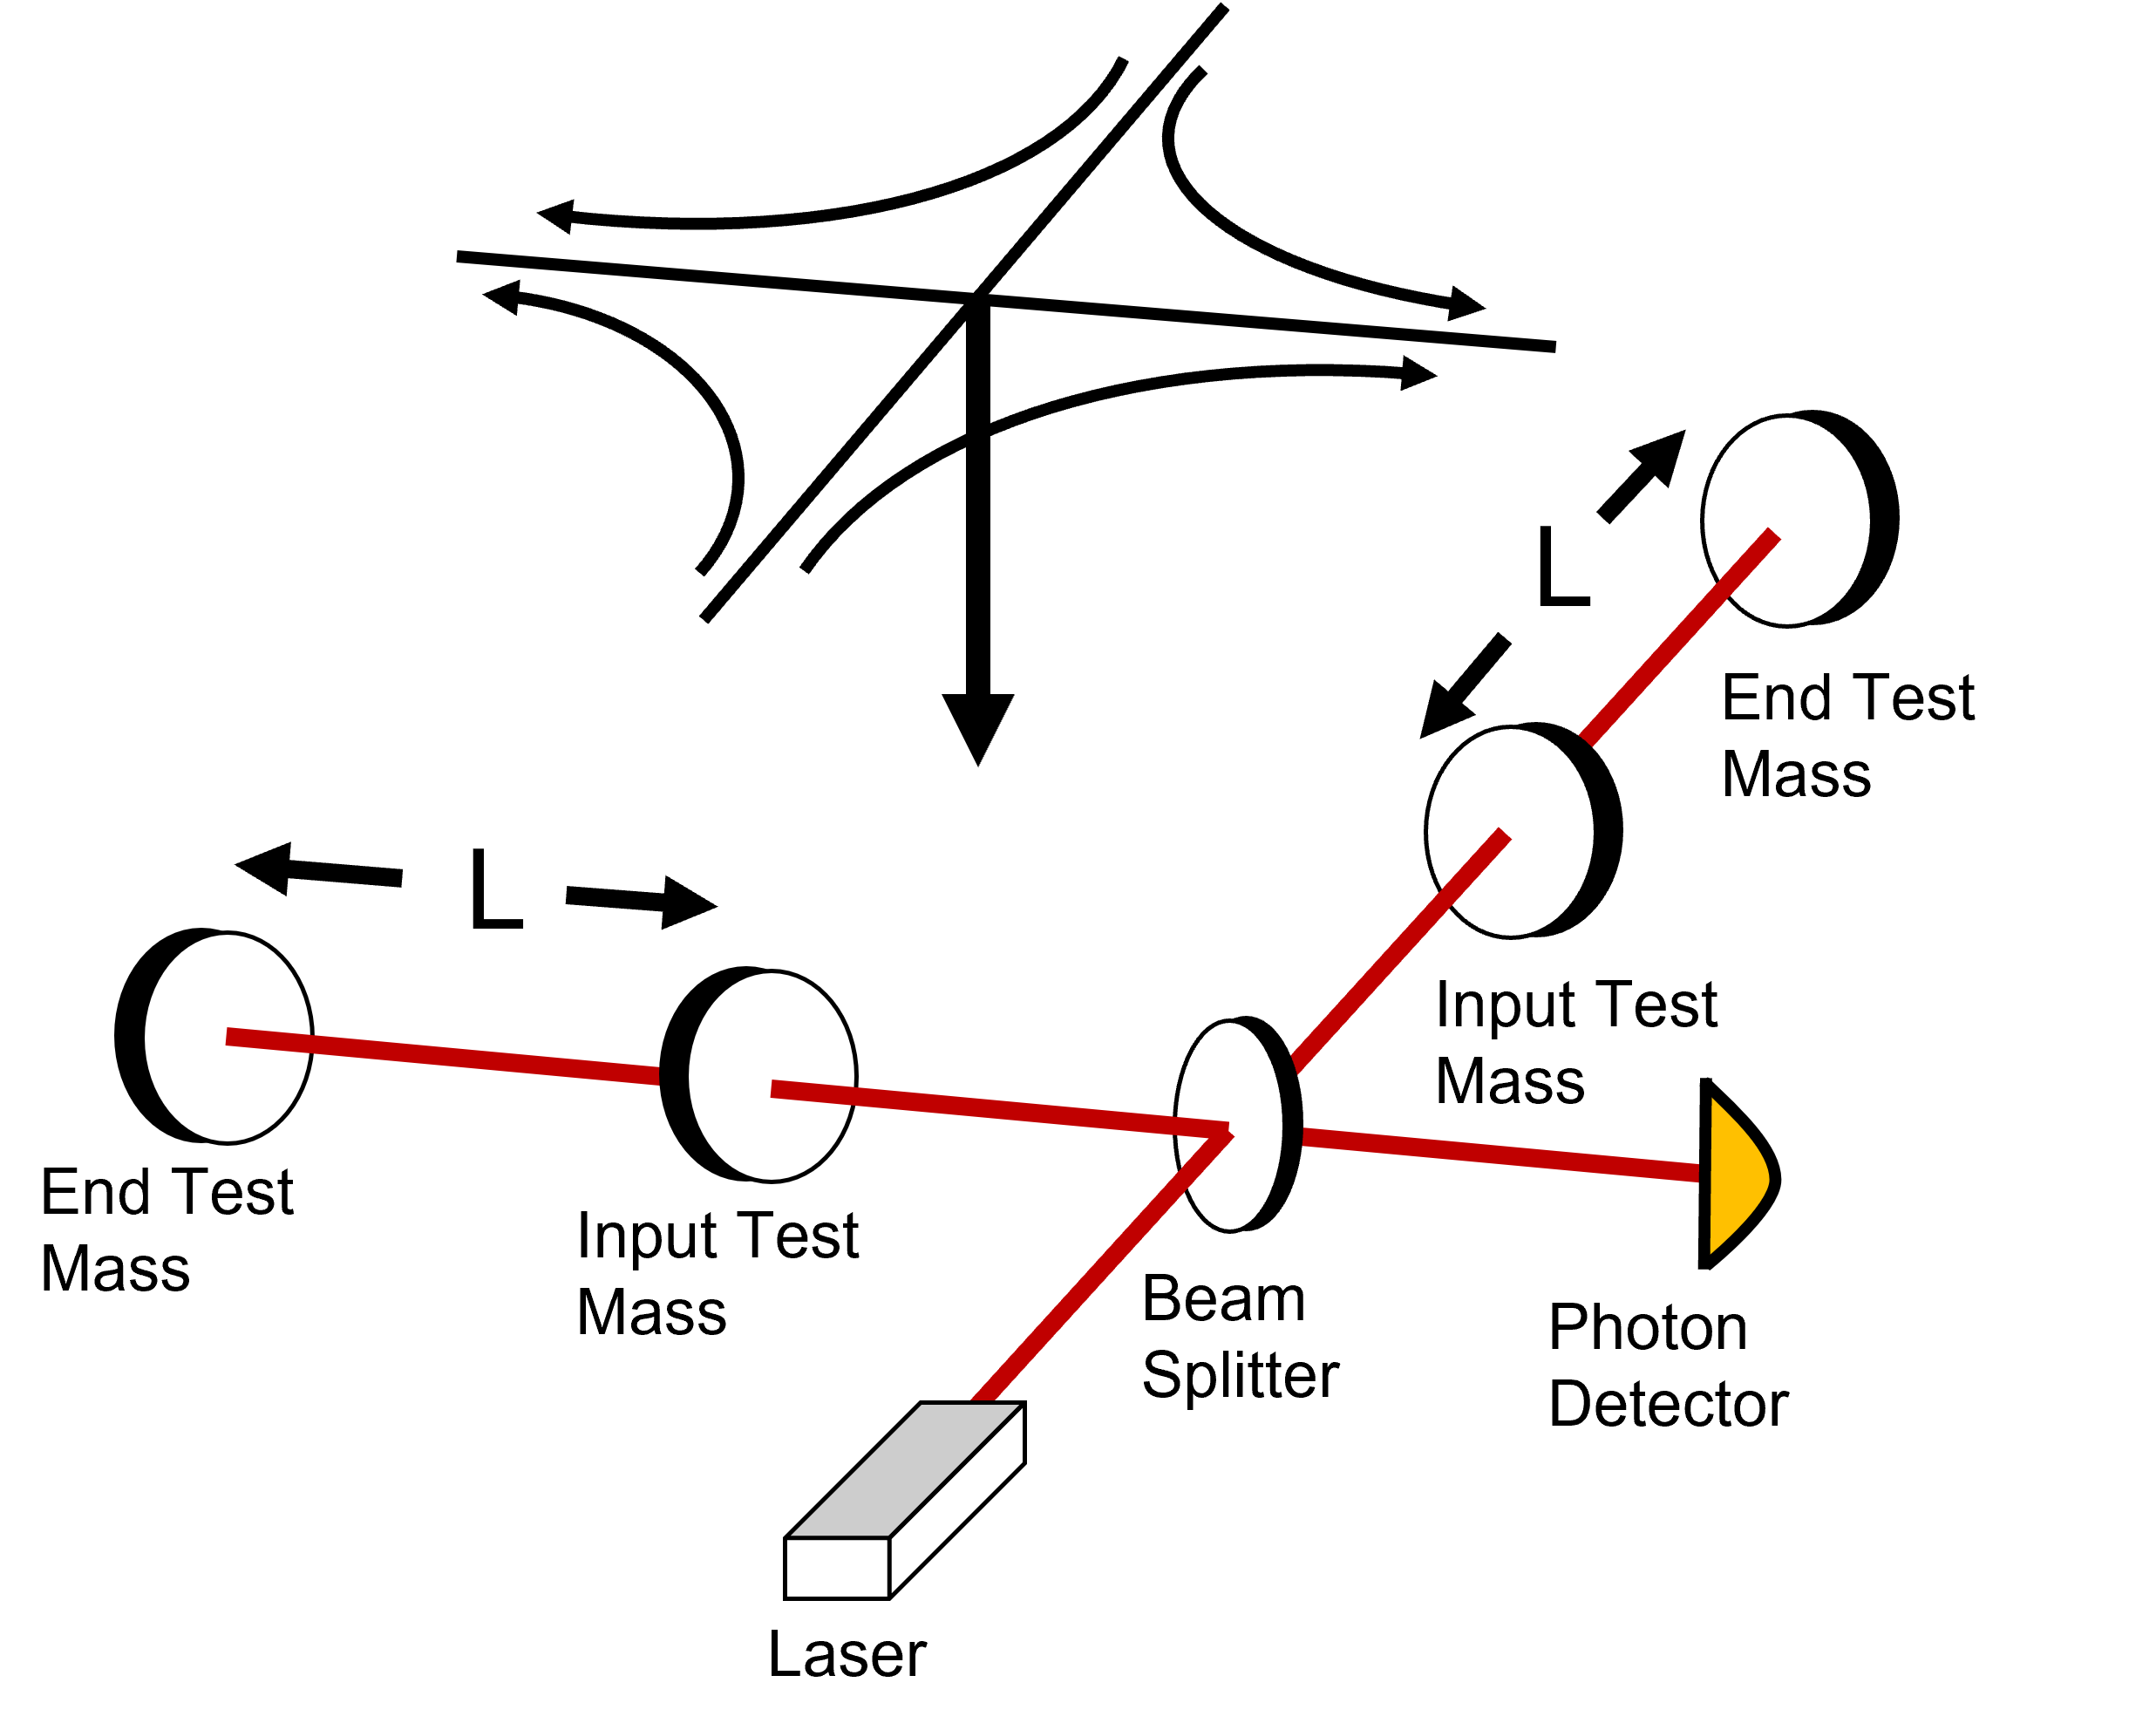 L
End Test
Mass
L
Input Test
Mass
End Test
Mass
Input Test
Mass
Beam
Splitter
Photon
Detector
Laser